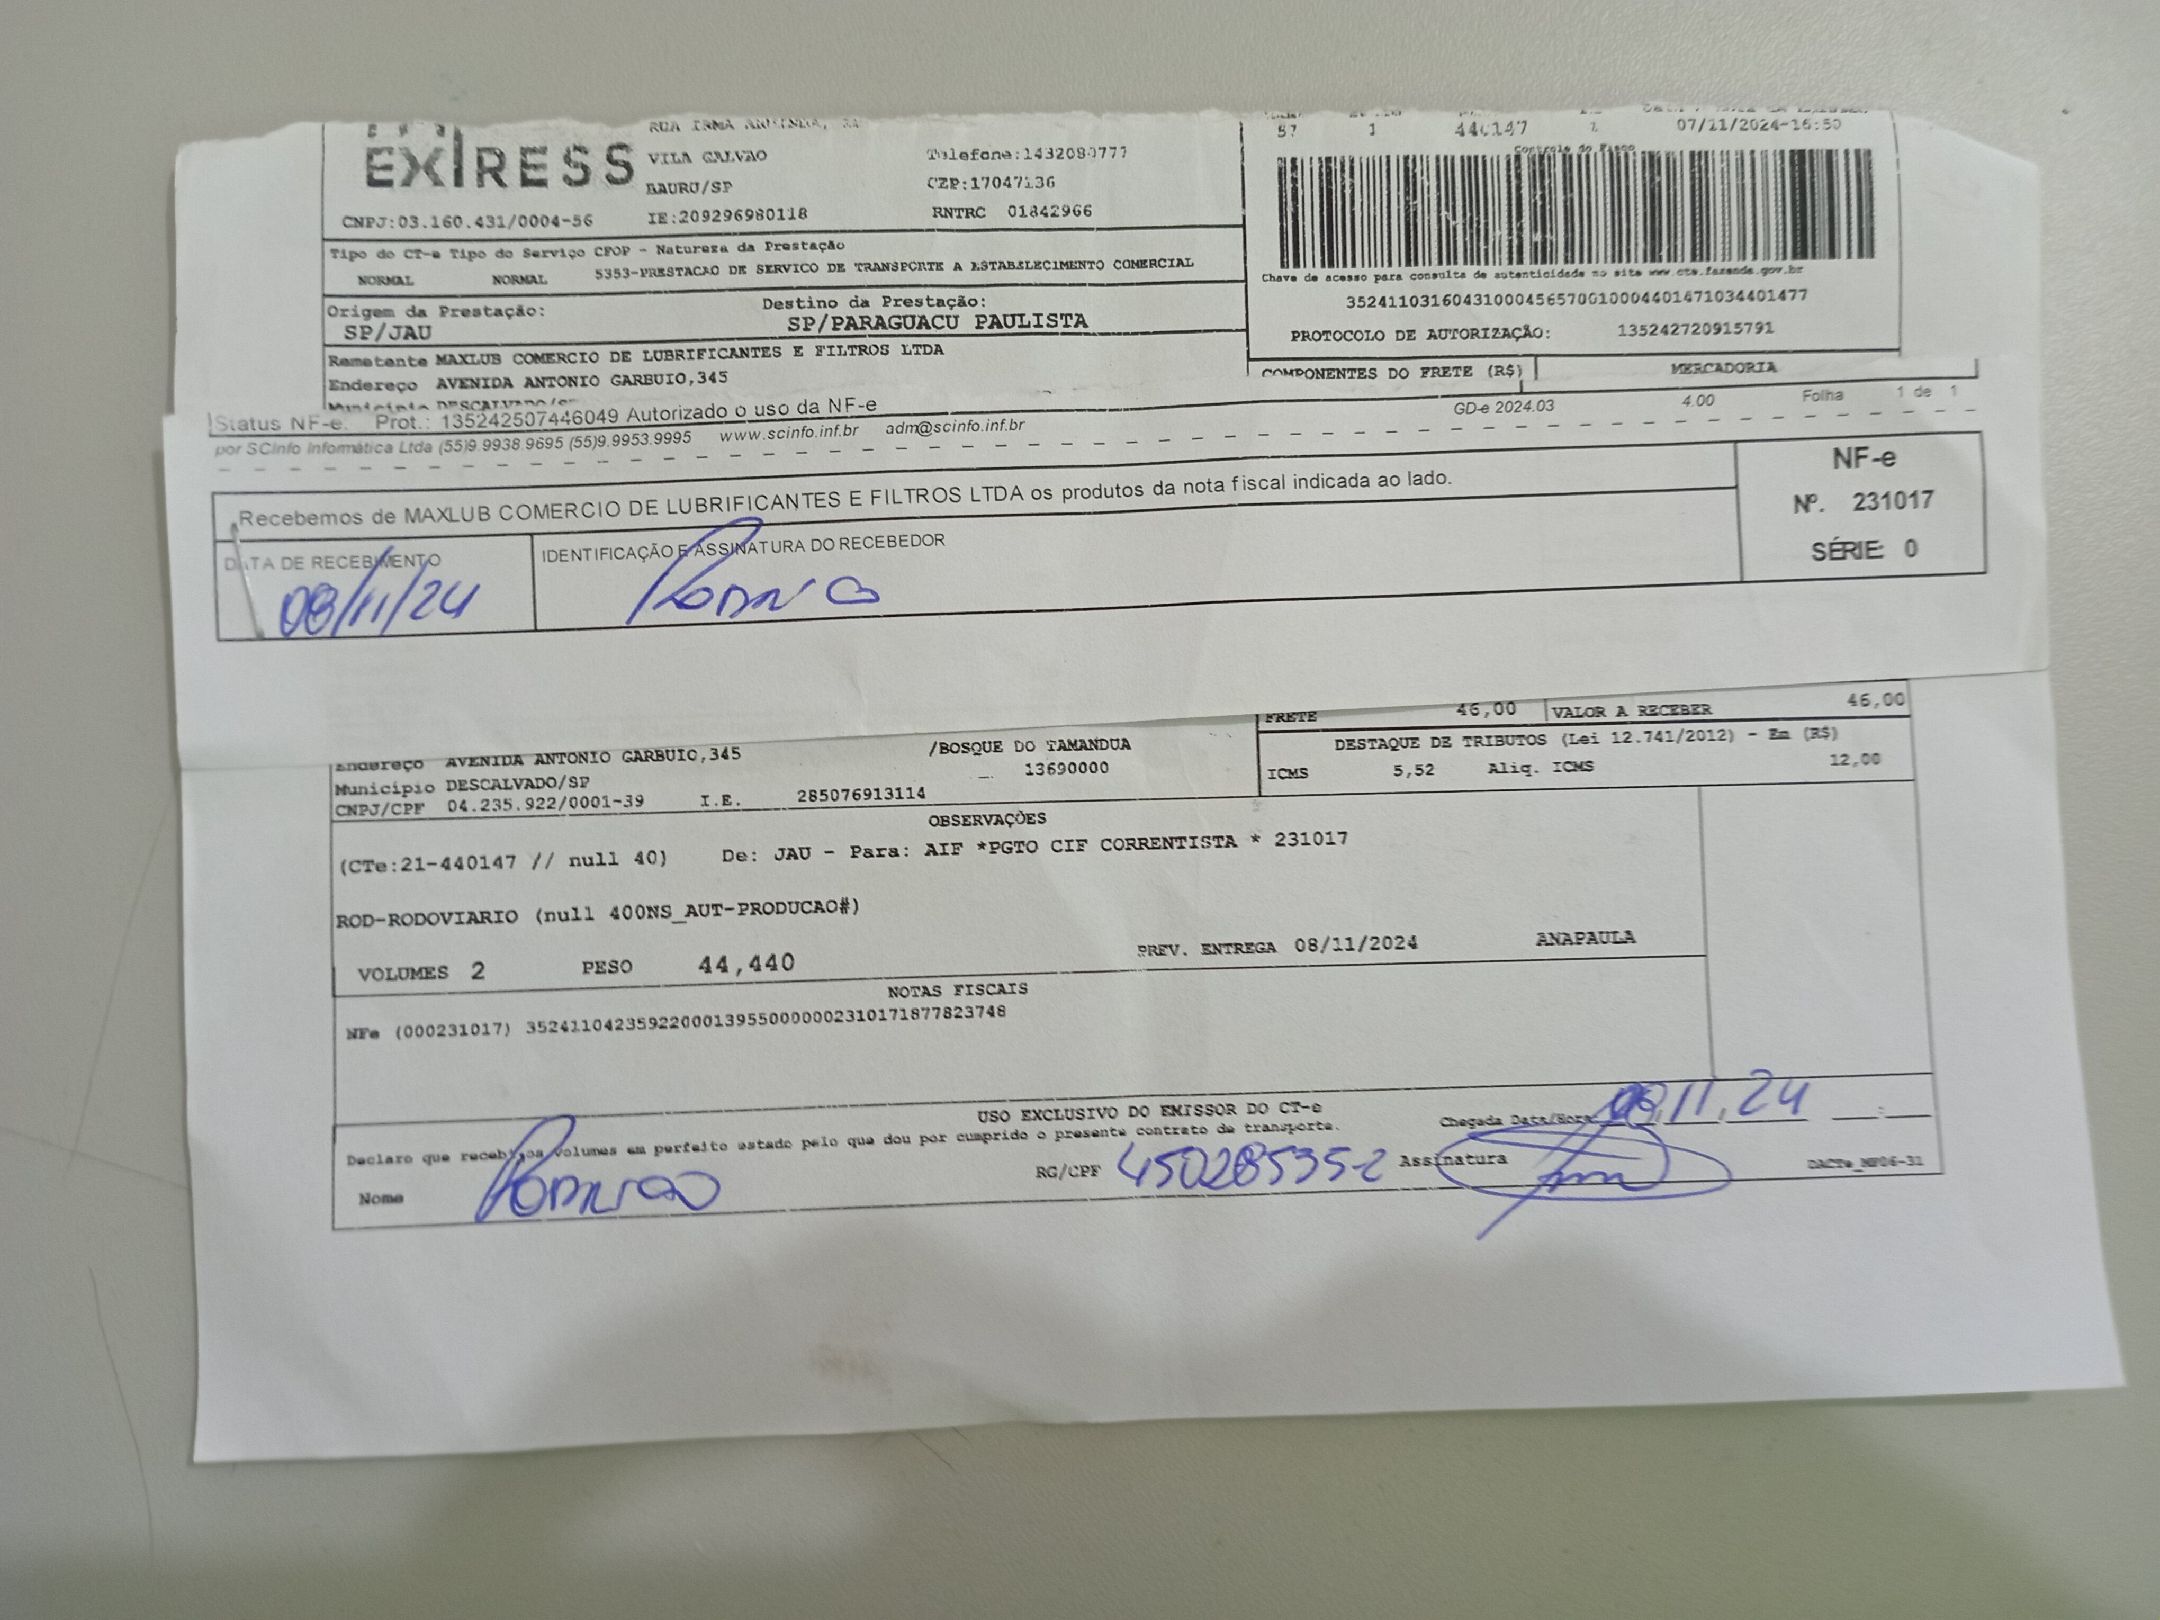 EXPRESS
VILA GALVAO
BAURU/SP
CNPJ:03.160.431/0004-56
IE:209296980118
Telefone:1432080777
CEP:17047136
RNTRC 01842966
57 1 440147 1 07/11/2024-16:50
Controle do Fisco
Tipo do CT-e Tipo do Serviço CFOP - Natureza da Prestação
NORMAL NORMAL 5353-PRESTACAO DE SERVICO DE TRANSPORTE A ESTABELECIMENTO COMERCIAL
Chave de acesso para consulta de autenticidade no site www.cte.fazenda.gov.br
35241103160431000456570010004401471034401477
PROTOCOLO DE AUTORIZAÇÃO: 135242720915791
Origem da Prestação:
SP/JAU
Destino da Prestação:
SP/PARAGUACU PAULISTA
Remetente MAXLUB COMERCIO DE LUBRIFICANTES E FILTROS LTDA
Endereço AVENIDA ANTONIO GARBUIO,345
Município DESCALVADO/SP
COMPONENTES DO FRETE (R$) MERCADORIA
Status NF-e. Prot.: 135242507446049 Autorizado o uso da NF-e
GD-e 2024.03 4.00 Folha 1 de 1
por SCinfo Informática Ltda (55)9.9938.9695 (55)9.9953.9995 www.scinfo.inf.br adm@scinfo.inf.br
Recebemos de MAXLUB COMERCIO DE LUBRIFICANTES E FILTROS LTDA os produtos da nota fiscal indicada ao lado.
NF-e
Nº. 231017
SÉRIE: 0
DATA DE RECEBIMENTO
08/11/24
IDENTIFICAÇÃO E ASSINATURA DO RECEBEDOR
FRETE 46,00 VALOR A RECEBER 46,00
Endereço AVENIDA ANTONIO GARBUIO,345 /BOSQUE DO TAMANDUA
Município DESCALVADO/SP 13690000
CNPJ/CPF 04.235.922/0001-39 I.E. 285076913114
DESTAQUE DE TRIBUTOS (Lei 12.741/2012) - Em (R$)
ICMS 5,52 Aliq. ICMS 12,00
OBSERVAÇÕES
(CTe:21-440147 // null 40) De: JAU - Para: AIF *PGTO CIF CORRENTISTA * 231017
ROD-RODOVIARIO (null 400NS_AUT-PRODUCAO#)
VOLUMES 2 PESO 44,440 PREV. ENTREGA 08/11/2024 ANAPAULA
NOTAS FISCAIS
NFe (000231017) 35241104235922000139550000002310171877823748
USO EXCLUSIVO DO EMISSOR DO CT-e
Declaro que recebi os volumes em perfeito estado pelo que dou por cumprido o presente contrato de transporte.
Chegada Data/Hora 08.11.24
Nome
RG/CPF 450285352
Assinatura
DACTe_MP06-31